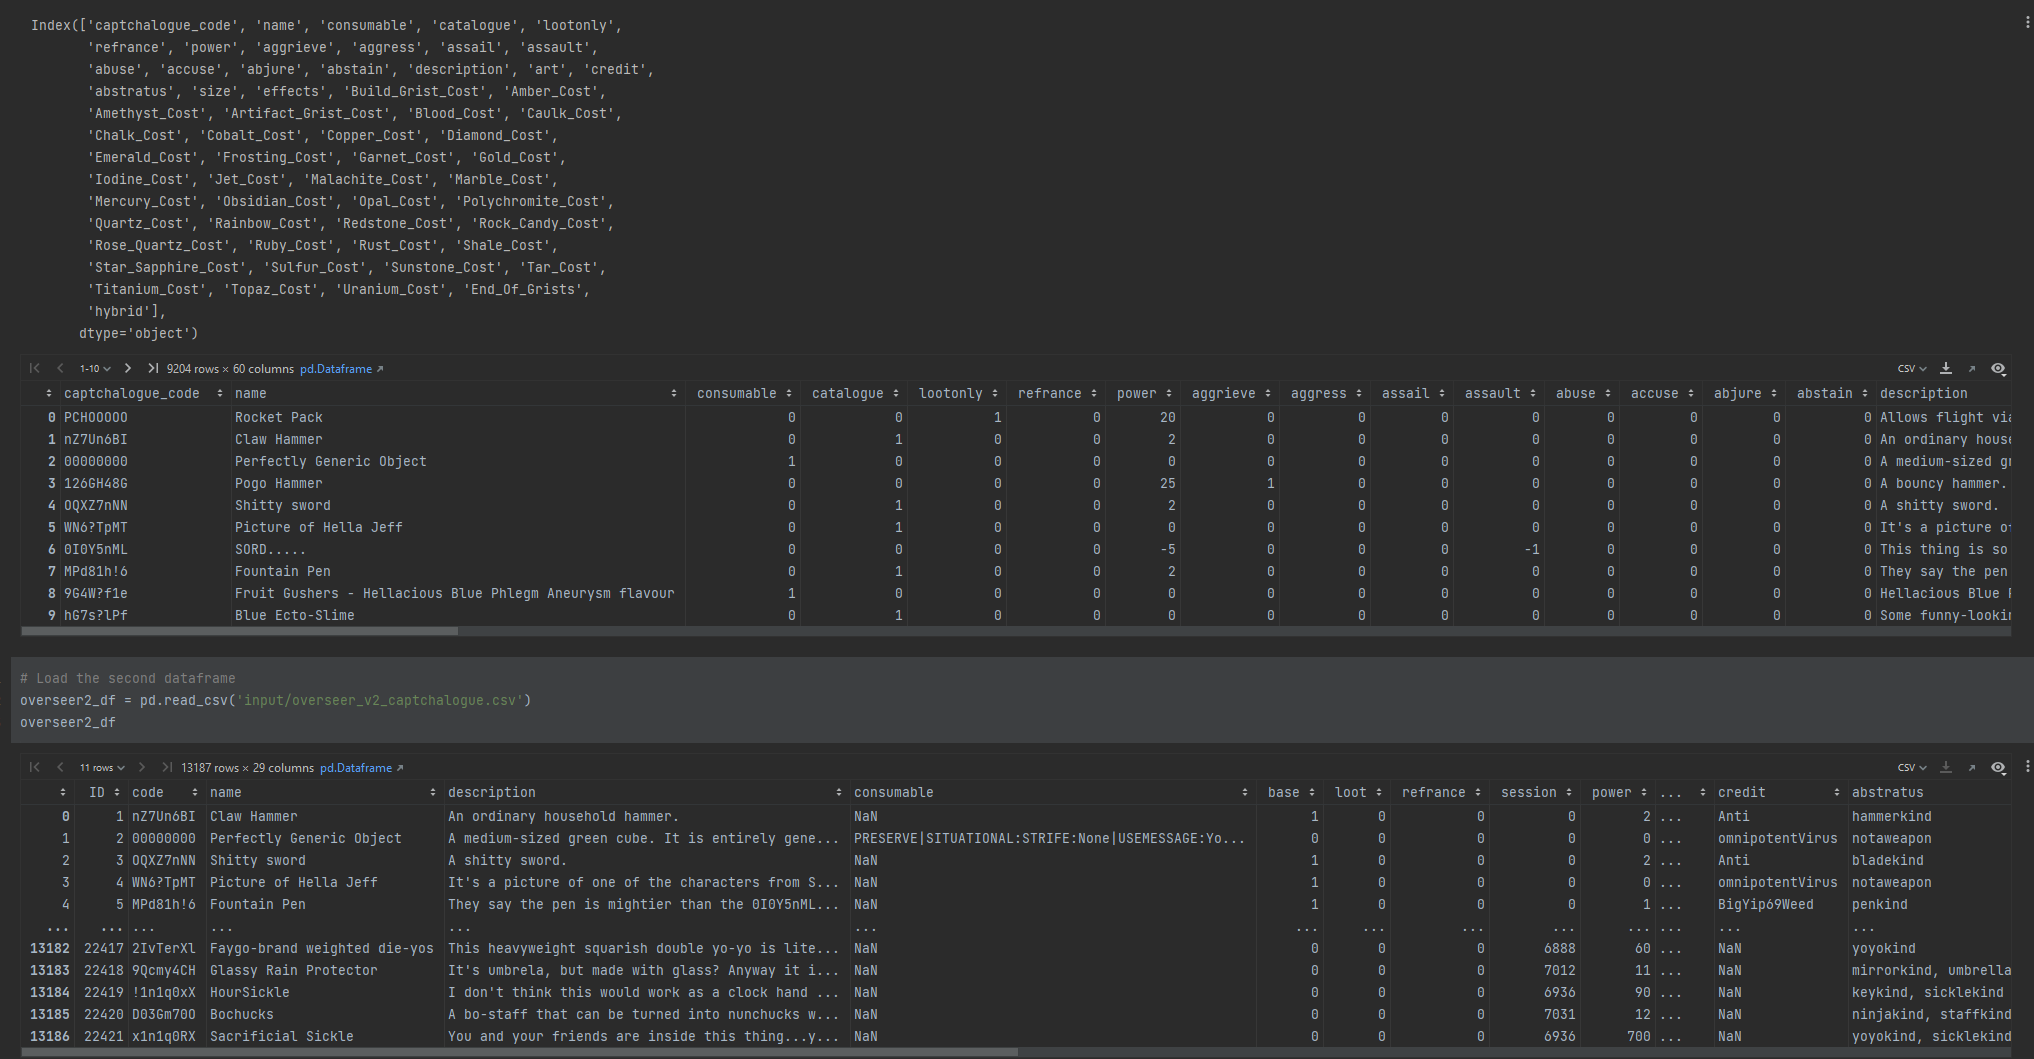 Index(['captchalogue_code', 'name', 'consumable', 'catalogue', 'lootonly',
'refrance', 'power', 'aggrieve', 'aggress', 'assail', 'assault',
'abuse', 'accuse', 'abjure', 'abstain', 'description', 'art', 'credit',
'abstratus', 'size', 'effects', 'Build_Grist_Cost', 'Amber_Cost',
'Amethyst_Cost', 'Artifact_Grist_Cost', 'Blood_Cost', 'Caulk_Cost',
'Chalk_Cost', 'Cobalt_Cost', 'Copper_Cost', 'Diamond_Cost',
'Emerald_Cost', 'Frosting_Cost', 'Garnet_Cost', 'Gold_Cost',
'Iodine_Cost', 'Jet_Cost', 'Malachite_Cost', 'Marble_Cost',
'Mercury_Cost', 'Obsidian_Cost', 'Opal_Cost', 'Polychromite_Cost',
'Quartz_Cost', 'Rainbow_Cost', 'Redstone_Cost', 'Rock_Candy_Cost',
'Rose_Quartz_Cost', 'Ruby_Cost', 'Rust_Cost', 'Shale_Cost',
'Star_Sapphire_Cost', 'Sulfur_Cost', 'Sunstone_Cost', 'Tar_Cost',
'Titanium_Cost', 'Topaz_Cost', 'Uranium_Cost', 'End_Of_Grists',
'hybrid'],
dtype='object')
1-10 9204 rows × 60 columns pd.Dataframe CSV
captchalogue_code name consumable catalogue lootonly refrance power aggrieve aggress assail assault abuse accuse abjure abstain description
0 PCHOOOOO Rocket Pack 0 0 1 0 20 0 0 0 0 0 0 0 0 Allows flight via
1 nZ7Un6BI Claw Hammer 0 1 0 0 2 0 0 0 0 0 0 0 0 An ordinary house
2 00000000 Perfectly Generic Object 1 0 0 0 0 0 0 0 0 0 0 0 0 A medium-sized gr
3 126GH48G Pogo Hammer 0 0 0 0 25 1 0 0 0 0 0 0 0 A bouncy hammer.
4 0QXZ7nNN Shitty sword 0 1 0 0 2 0 0 0 0 0 0 0 0 A shitty sword.
5 WN6?TpMT Picture of Hella Jeff 0 1 0 0 0 0 0 0 0 0 0 0 0 It's a picture of
6 0I0Y5nML SORD..... 0 0 0 0 -5 0 0 0 -1 0 0 0 0 This thing is so
7 MPd81h!6 Fountain Pen 0 1 0 0 2 0 0 0 0 0 0 0 0 They say the pen
8 9G4W?f1e Fruit Gushers - Hellacious Blue Phlegm Aneurysm flavour 1 0 0 0 0 0 0 0 0 0 0 0 0 Hellacious Blue P
9 hG7s?lPf Blue Ecto-Slime 0 1 0 0 0 0 0 0 0 0 0 0 0 Some funny-lookin
# Load the second dataframe
overseer2_df = pd.read_csv('input/overseer_v2_captchalogue.csv')
overseer2_df
11 rows 13187 rows × 29 columns pd.Dataframe CSV
ID code name description consumable base loot refrance session power ... credit abstratus
0 1 nZ7Un6BI Claw Hammer An ordinary household hammer. NaN 1 0 0 0 2 ... Anti hammerkind
1 2 00000000 Perfectly Generic Object A medium-sized green cube. It is entirely gene... PRESERVE|SITUATIONAL:STRIFE:None|USEMESSAGE:Yo... 0 0 0 0 0 ... omnipotentVirus notaweapon
2 3 0QXZ7nNN Shitty sword A shitty sword. NaN 1 0 0 0 2 ... Anti bladekind
3 4 WN6?TpMT Picture of Hella Jeff It's a picture of one of the characters from S... NaN 1 0 0 0 0 ... omnipotentVirus notaweapon
4 5 MPd81h!6 Fountain Pen They say the pen is mightier than the 0I0Y5nML... NaN 1 0 0 0 1 ... BigYip69Weed penkind
... ... ... ... ... ... ... ... ... ... ... ... ... ...
13182 22417 2IvTerXl Faygo-brand weighted die-yos This heavyweight squarish double yo-yo is lite... NaN 0 0 0 6888 60 ... NaN yoyokind
13183 22418 9Qcmy4CH Glassy Rain Protector It's umbrela, but made with glass? Anyway it i... NaN 0 0 0 7012 11 ... NaN mirrorkind, umbrella
13184 22419 !1n1q0xX HourSickle I don't think this would work as a clock hand ... NaN 0 0 0 6936 90 ... NaN keykind, sicklekind
13185 22420 D03Gm70O Bochucks A bo-staff that can be turned into nunchucks w... NaN 0 0 0 7031 12 ... NaN ninjakind, staffkind
13186 22421 x1n1q0RX Sacrificial Sickle You and your friends are inside this thing...y... NaN 0 0 0 6936 700 ... NaN yoyokind, sicklekind